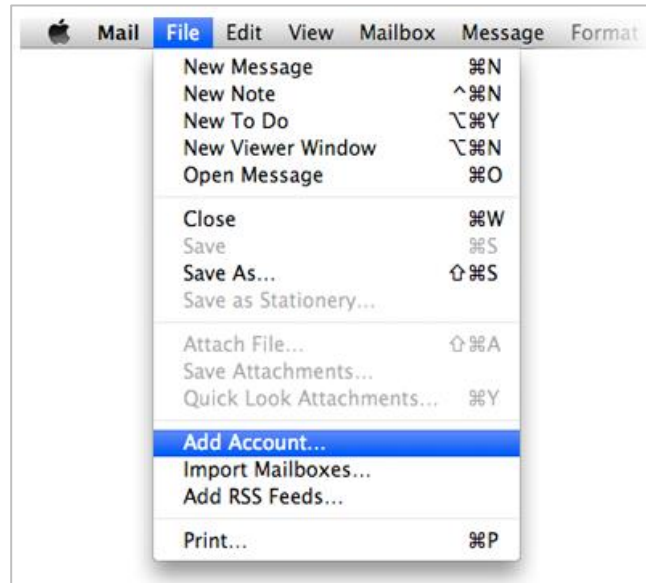 Mail File Edit View Mailbox Message Format
New Message ⌘N
New Note ^⌘N
New To Do ⌥⌘Y
New Viewer Window ⌥⌘N
Open Message ⌘O
Close ⌘W
Save ⌘S
Save As... ⇧⌘S
Save as Stationery...
Attach File... ⇧⌘A
Save Attachments...
Quick Look Attachments... ⌘Y
Add Account...
Import Mailboxes...
Add RSS Feeds...
Print... ⌘P